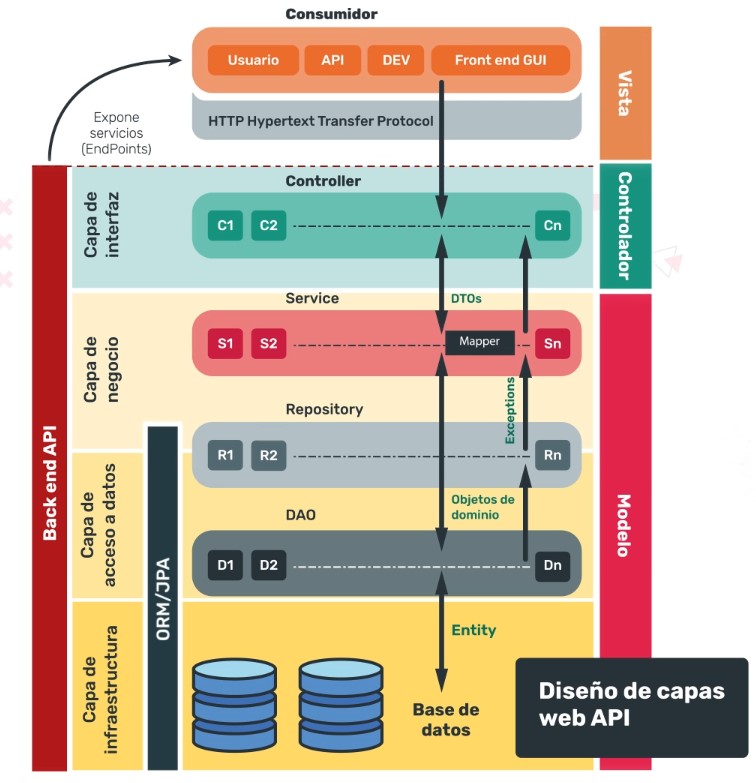 Consumidor
Usuario
API
DEV
Front end GUI
HTTP Hypertext Transfer Protocol
Vista
Expone
servicios
(EndPoints)
Controller
C1
C2
Cn
Capa de
interfaz
Controlador
DTOs
Service
S1
S2
Mapper
Sn
Capa de
negocio
Exceptions
Repository
R1
R2
Rn
Back end API
Capa de
acceso a datos
Objetos de
dominio
Modelo
DAO
D1
D2
Dn
ORM/JPA
Entity
Capa de
infraestructura
Base de
datos
Diseño de capas
web API